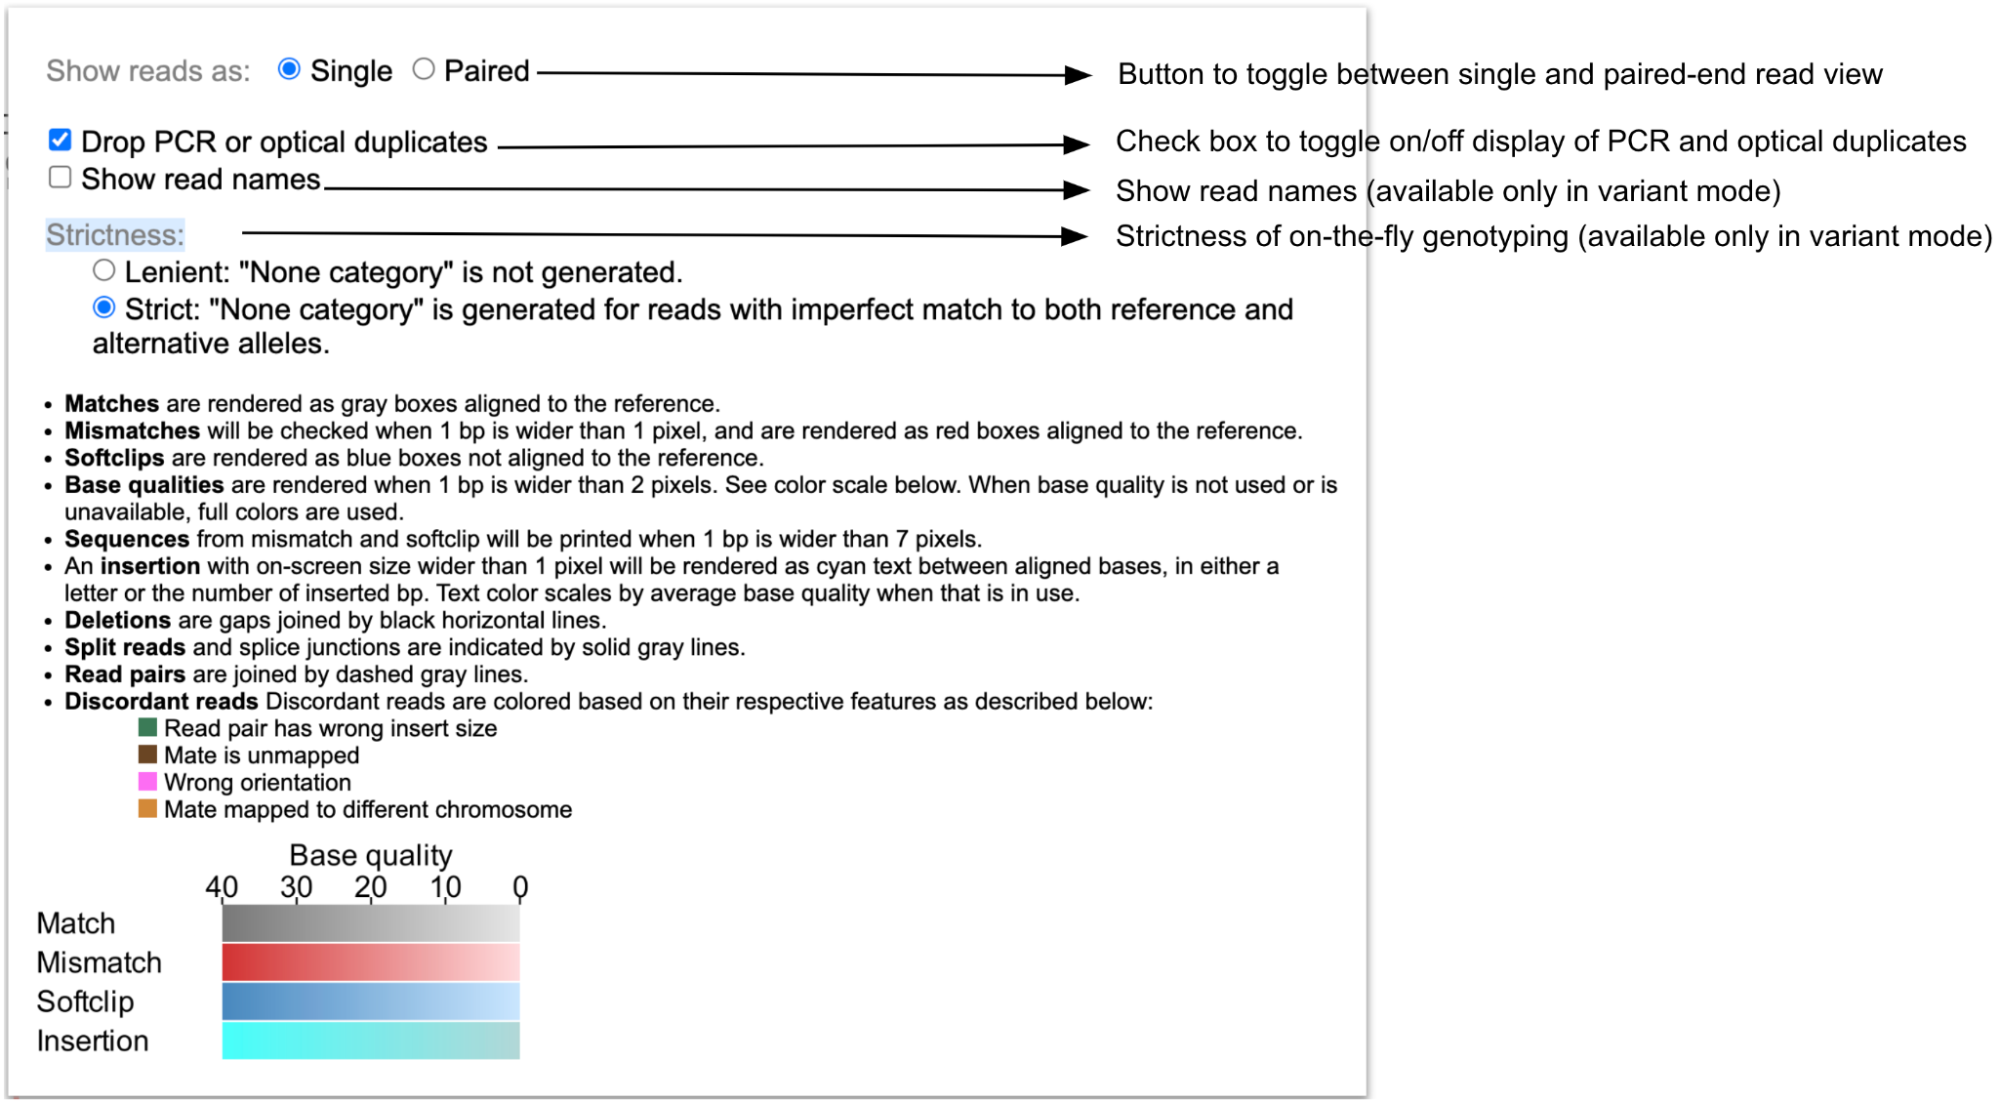 Show reads as: Single Paired Button to toggle between single and paired-end read view
Drop PCR or optical duplicates Check box to toggle on/off display of PCR and optical duplicates
Show read names Show read names (available only in variant mode)
Strictness: Strictness of on-the-fly genotyping (available only in variant mode)
Lenient: "None category" is not generated.
Strict: "None category" is generated for reads with imperfect match to both reference and
alternative alleles.
• Matches are rendered as gray boxes aligned to the reference.
• Mismatches will be checked when 1 bp is wider than 1 pixel, and are rendered as red boxes aligned to the reference.
• Softclips are rendered as blue boxes not aligned to the reference.
• Base qualities are rendered when 1 bp is wider than 2 pixels. See color scale below. When base quality is not used or is
unavailable, full colors are used.
• Sequences from mismatch and softclip will be printed when 1 bp is wider than 7 pixels.
• An insertion with on-screen size wider than 1 pixel will be rendered as cyan text between aligned bases, in either a
letter or the number of inserted bp. Text color scales by average base quality when that is in use.
• Deletions are gaps joined by black horizontal lines.
• Split reads and splice junctions are indicated by solid gray lines.
• Read pairs are joined by dashed gray lines.
• Discordant reads Discordant reads are colored based on their respective features as described below:
Read pair has wrong insert size
Mate is unmapped
Wrong orientation
Mate mapped to different chromosome
Base quality
40 30 20 10 0
Match
Mismatch
Softclip
Insertion